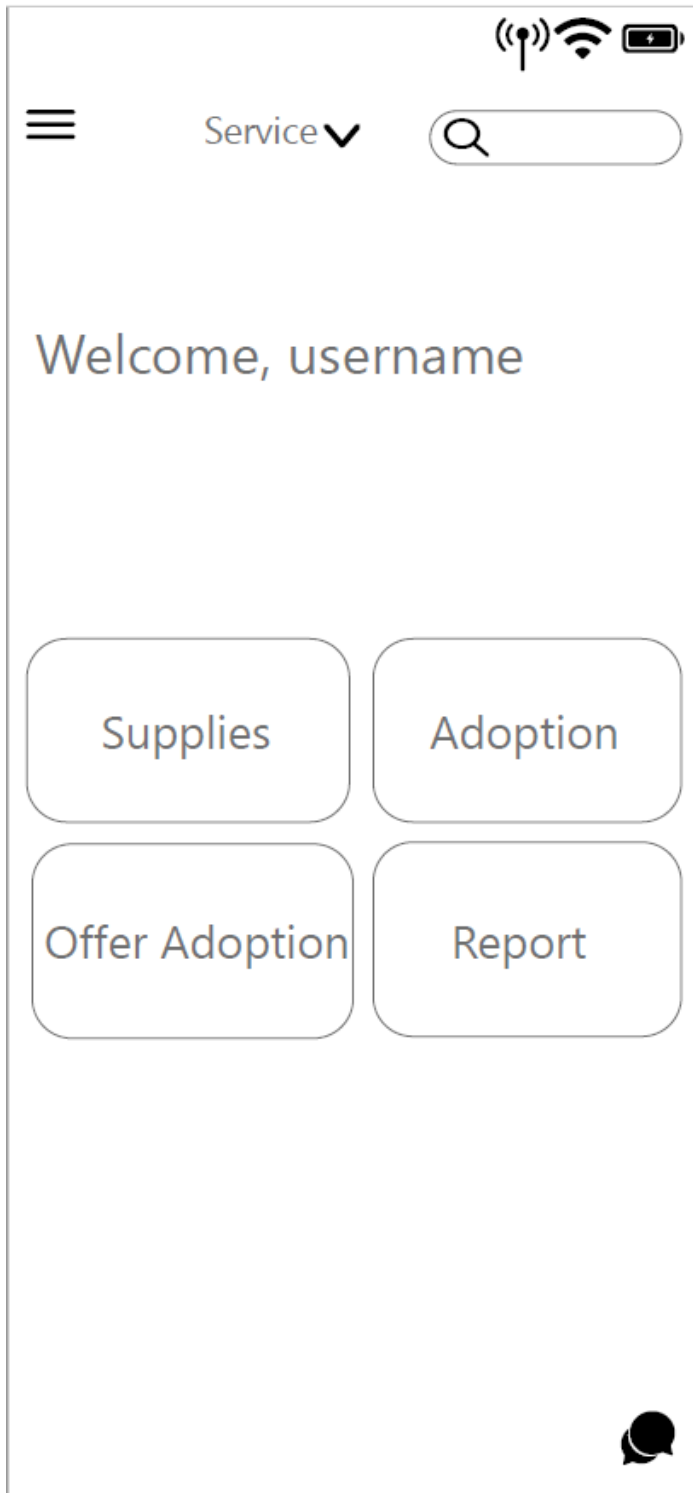 Service
Welcome, username
Supplies
Adoption
Offer Adoption
Report